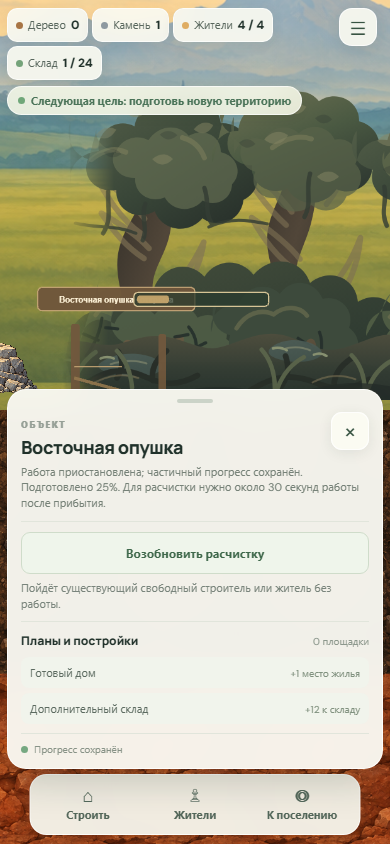 Дерево 0
Камень 1
Жители 4 / 4
Склад 1 / 24
Следующая цель: подготовь новую территорию
Восточная опушка
ОБЪЕКТ
Восточная опушка
Работа приостановлена; частичный прогресс сохранён.
Подготовлено 25%. Для расчистки нужно около 30 секунд работы
после прибытия.
Возобновить расчистку
Пойдёт существующий свободный строитель или житель без
работы.
Планы и постройки
0 площадки
Готовый дом
+1 место жилья
Дополнительный склад
+12 к складу
Прогресс сохранён
Строить
Жители
К поселению